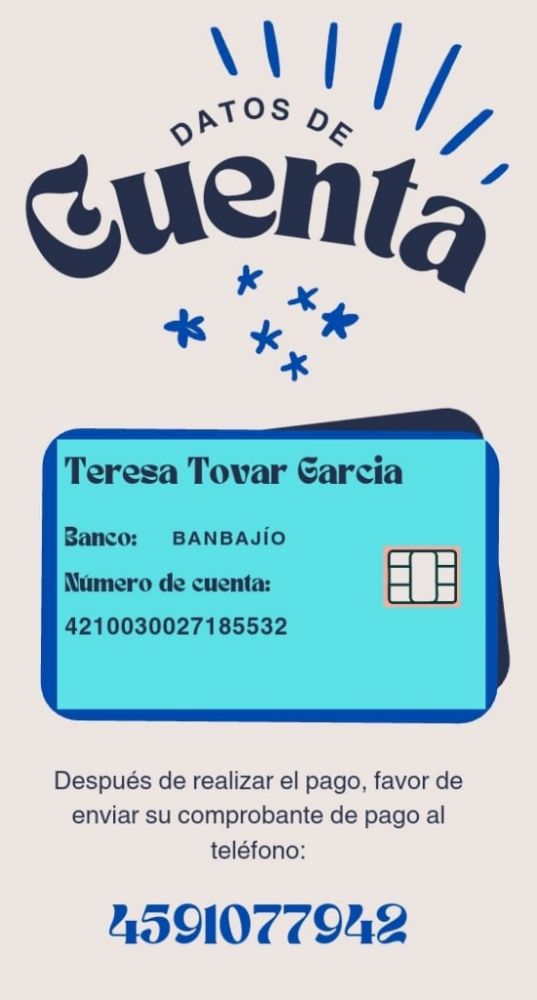 DATOS DE
Cuenta
Teresa Tovar Garcia
Banco: BANBAJÍO
Número de cuenta:
4210030027185532
Después de realizar el pago, favor de
enviar su comprobante de pago al
teléfono:
4591077942